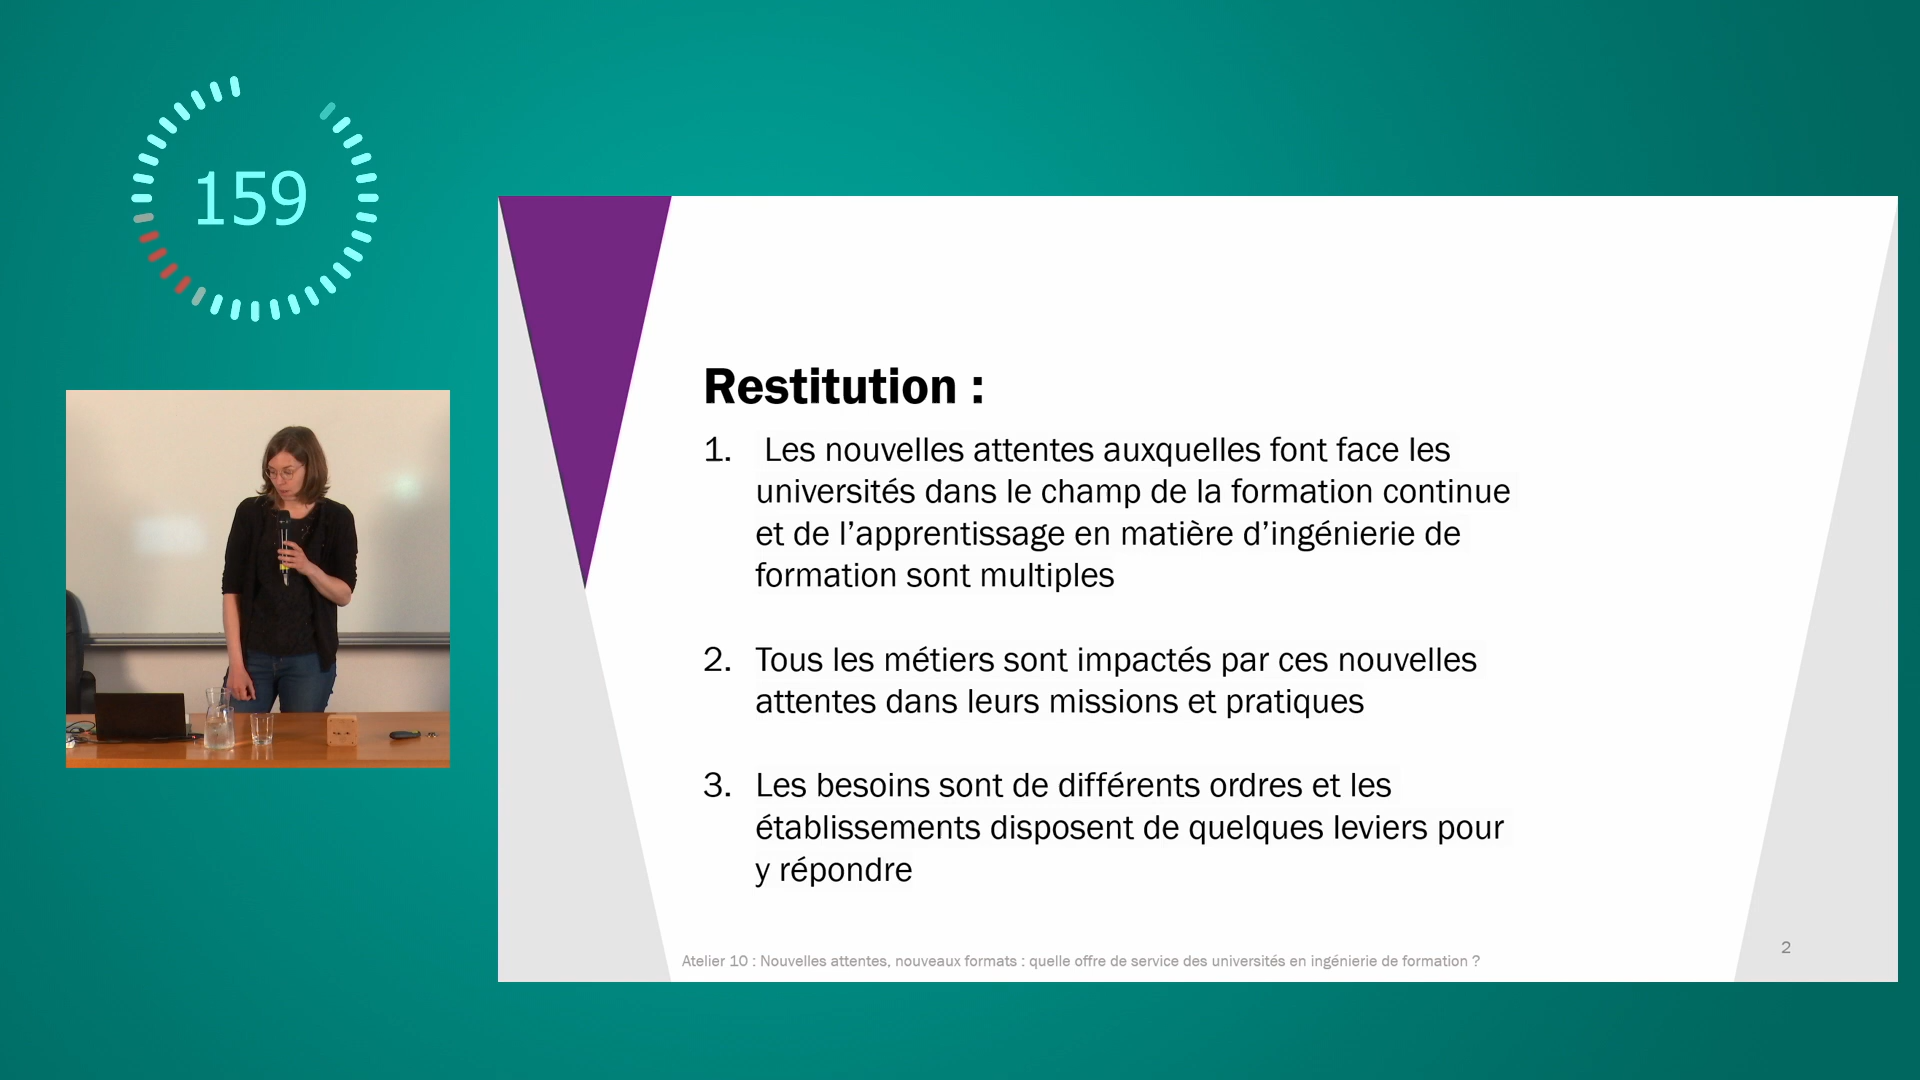 159
Restitution :
1. Les nouvelles attentes auxquelles font face les
universités dans le champ de la formation continue
et de l’apprentissage en matière d’ingénierie de
formation sont multiples
2. Tous les métiers sont impactés par ces nouvelles
attentes dans leurs missions et pratiques
3. Les besoins sont de différents ordres et les
établissements disposent de quelques leviers pour
y répondre
Atelier 10 : Nouvelles attentes, nouveaux formats : quelle offre de service des universités en ingénierie de formation ?
2